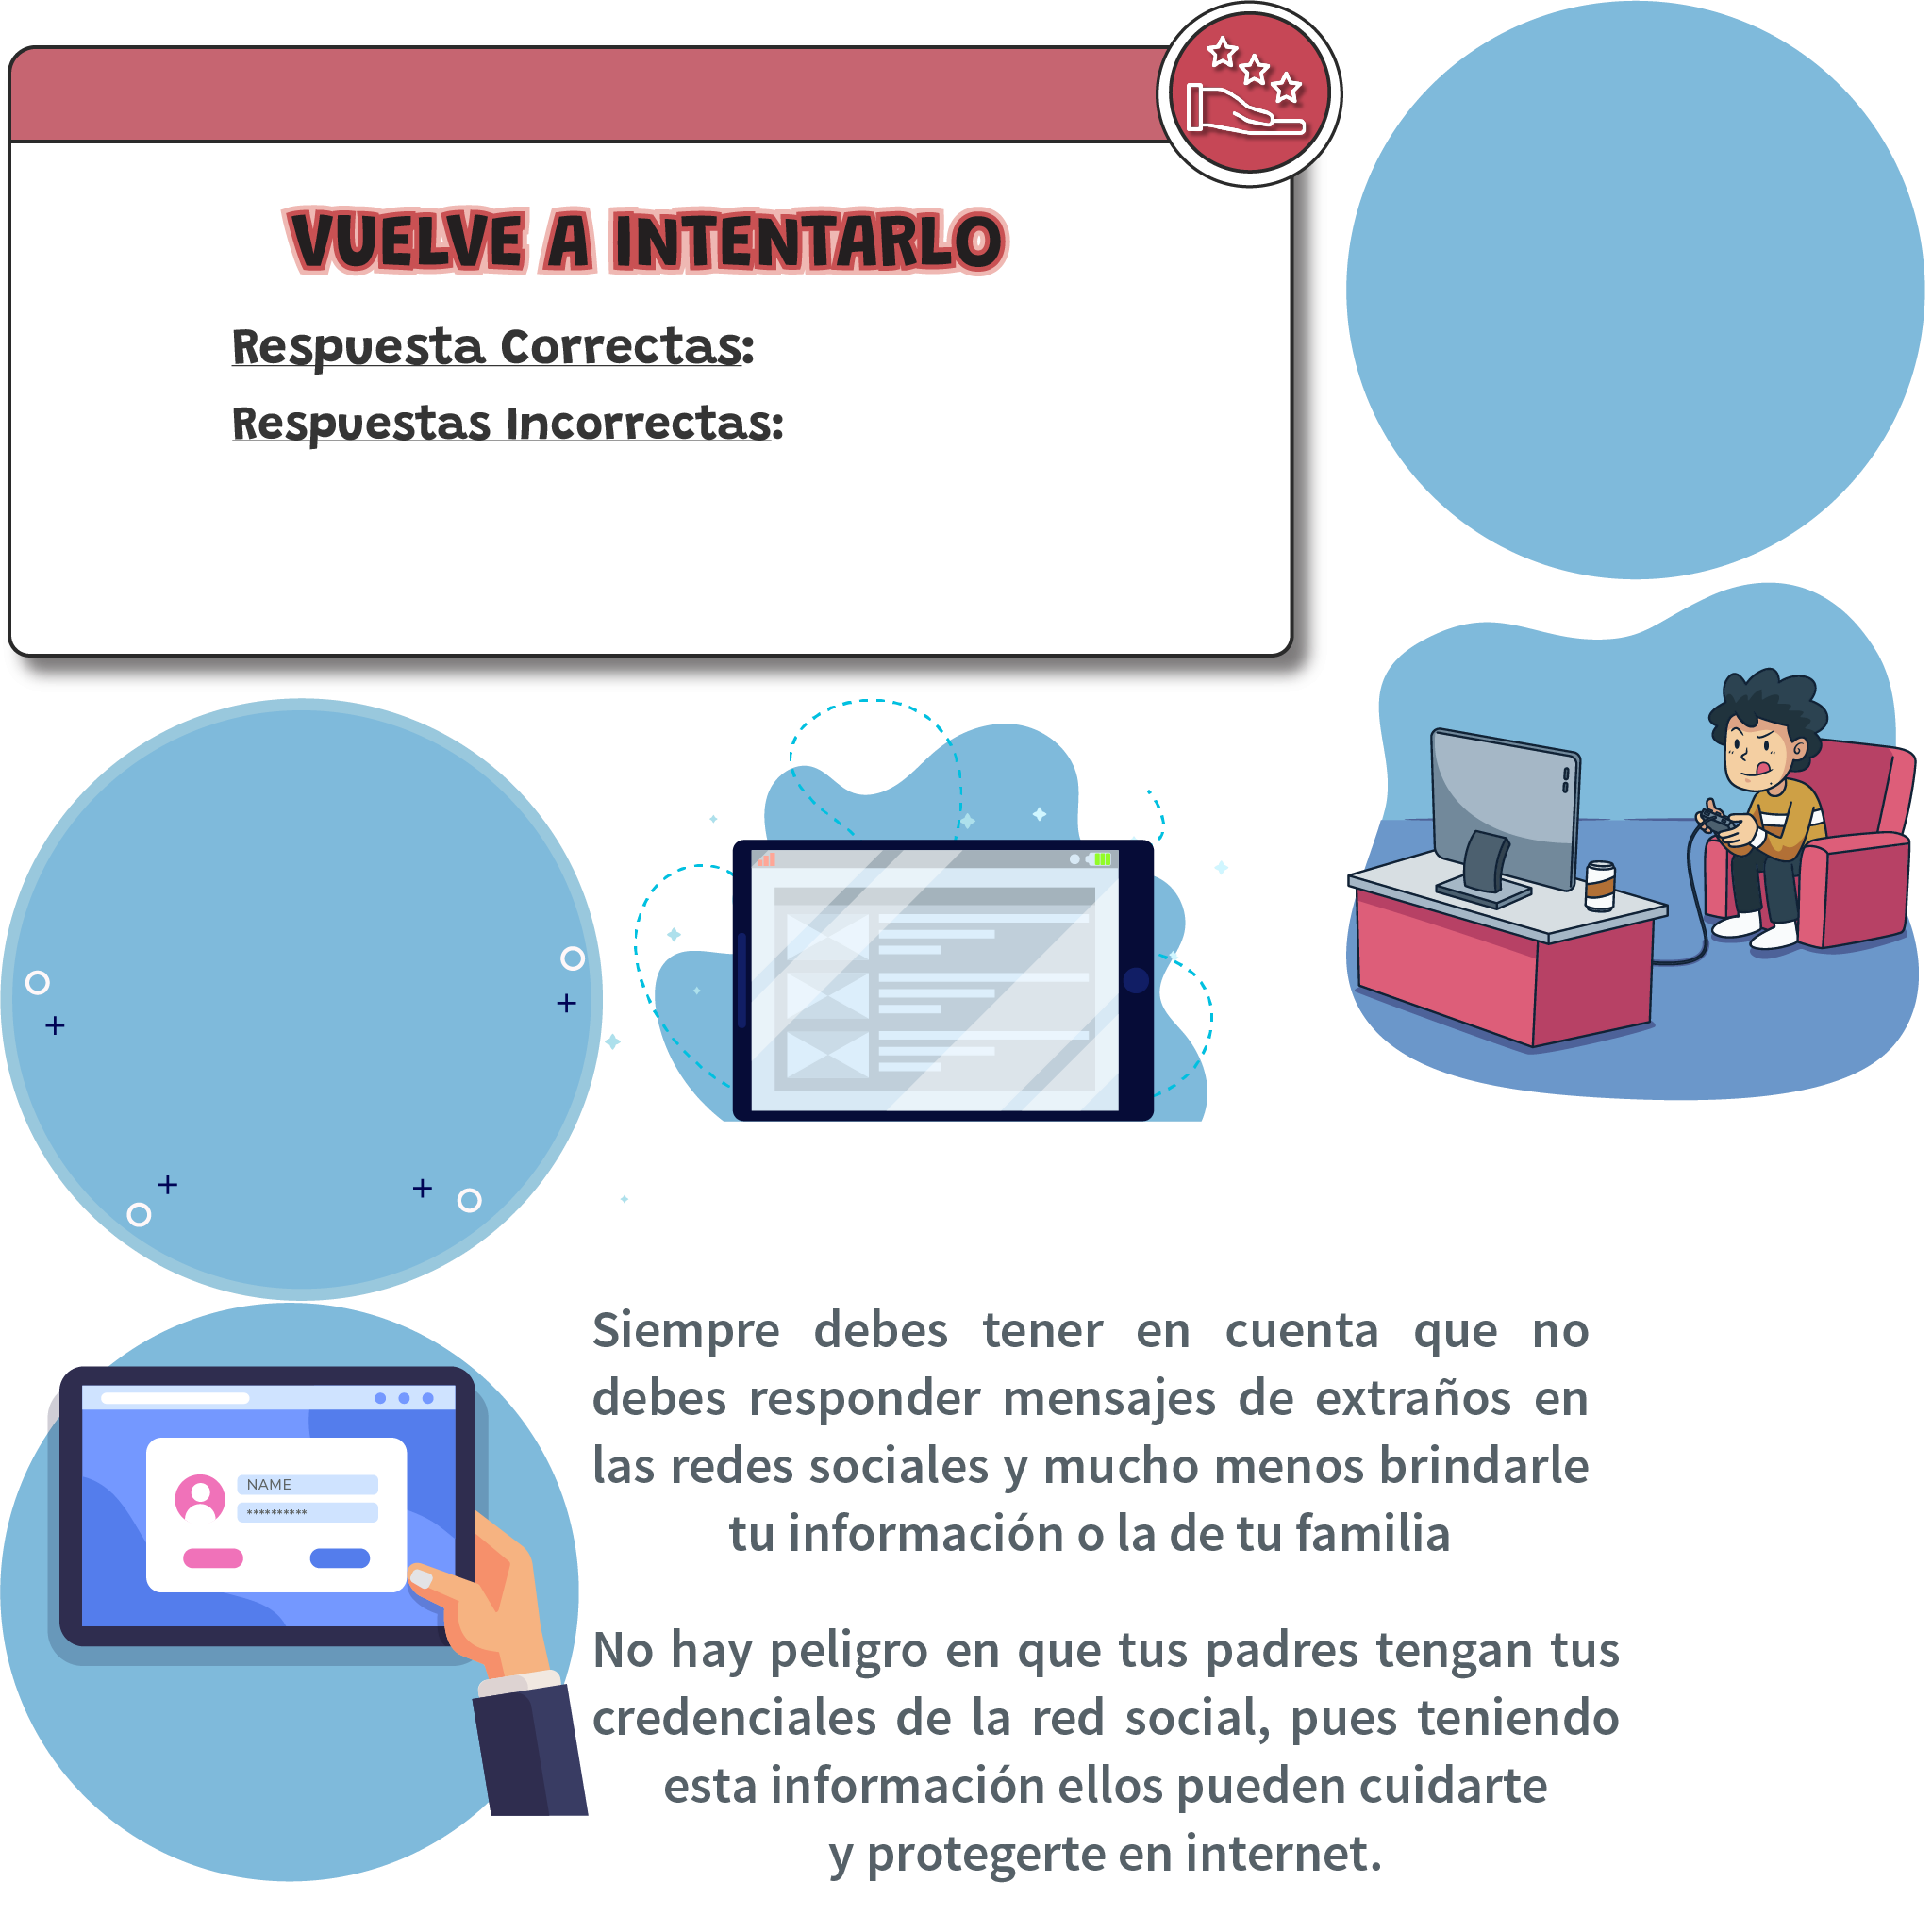 VUELVE A INTENTARLO
Respuesta Correctas:
Respuestas Incorrectas:
Siempre debes tener en cuenta que no
debes responder mensajes de extraños en
las redes sociales y mucho menos brindarle
tu información o la de tu familia
NAME
**********
No hay peligro en que tus padres tengan tus
credenciales de la red social, pues teniendo
esta información ellos pueden cuidarte
y protegerte en internet.